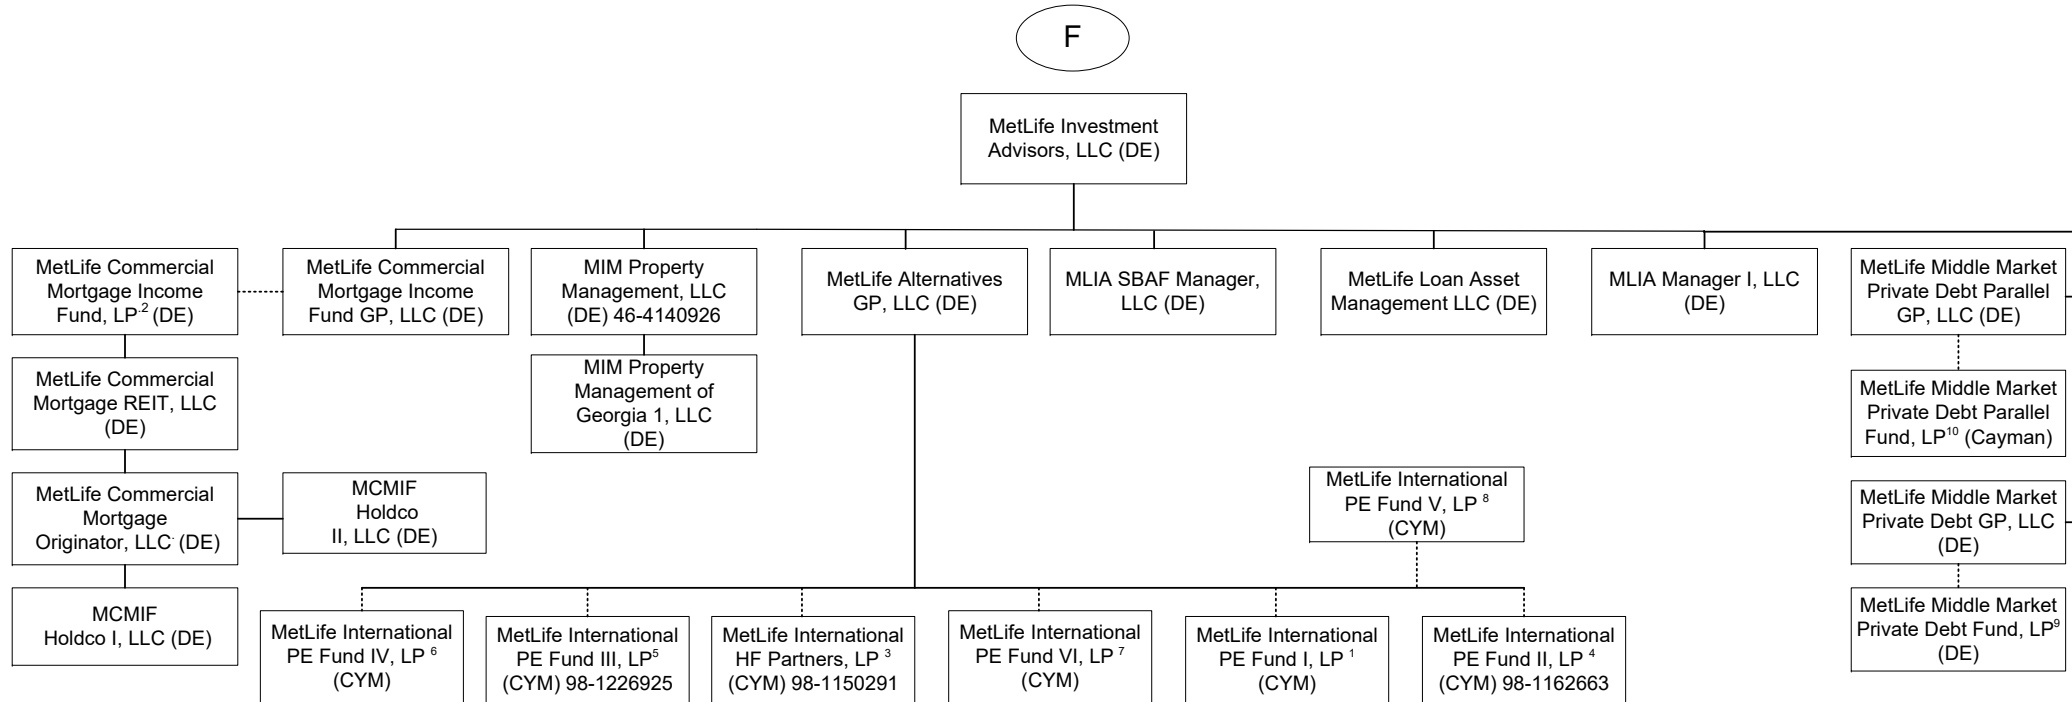 F
MetLife Investment
Advisors, LLC (DE)
MetLife Commercial
Mortgage Income
Fund, LP.2 (DE)
MetLife Commercial
Mortgage Income
Fund GP, LLC (DE)
MIM Property
Management, LLC
(DE) 46-4140926
MetLife Alternatives
GP, LLC (DE)
MLIA SBAF Manager,
LLC (DE)
MetLife Loan Asset
Management LLC (DE)
MLIA Manager I, LLC
(DE)
MetLife Middle Market
Private Debt Parallel
GP, LLC (DE)
MetLife Commercial
Mortgage REIT, LLC
(DE)
MIM Property
Management of
Georgia 1, LLC
(DE)
MetLife Middle Market
Private Debt Parallel
Fund, LP10 (Cayman)
MetLife Commercial
Mortgage
Originator, LLC. (DE)
MCMIF
Holdco
II, LLC (DE)
MetLife International
PE Fund V, LP 8
(CYM)
MetLife Middle Market
Private Debt GP, LLC
(DE)
MCMIF
Holdco I, LLC (DE)
MetLife International
PE Fund IV, LP 6
(CYM)
MetLife International
PE Fund III, LP5
(CYM) 98-1226925
MetLife International
HF Partners, LP 3
(CYM) 98-1150291
MetLife International
PE Fund VI, LP 7
(CYM)
MetLife International
PE Fund I, LP 1
(CYM)
MetLife International
PE Fund II, LP 4
(CYM) 98-1162663
MetLife Middle Market
Private Debt Fund, LP9
(DE)